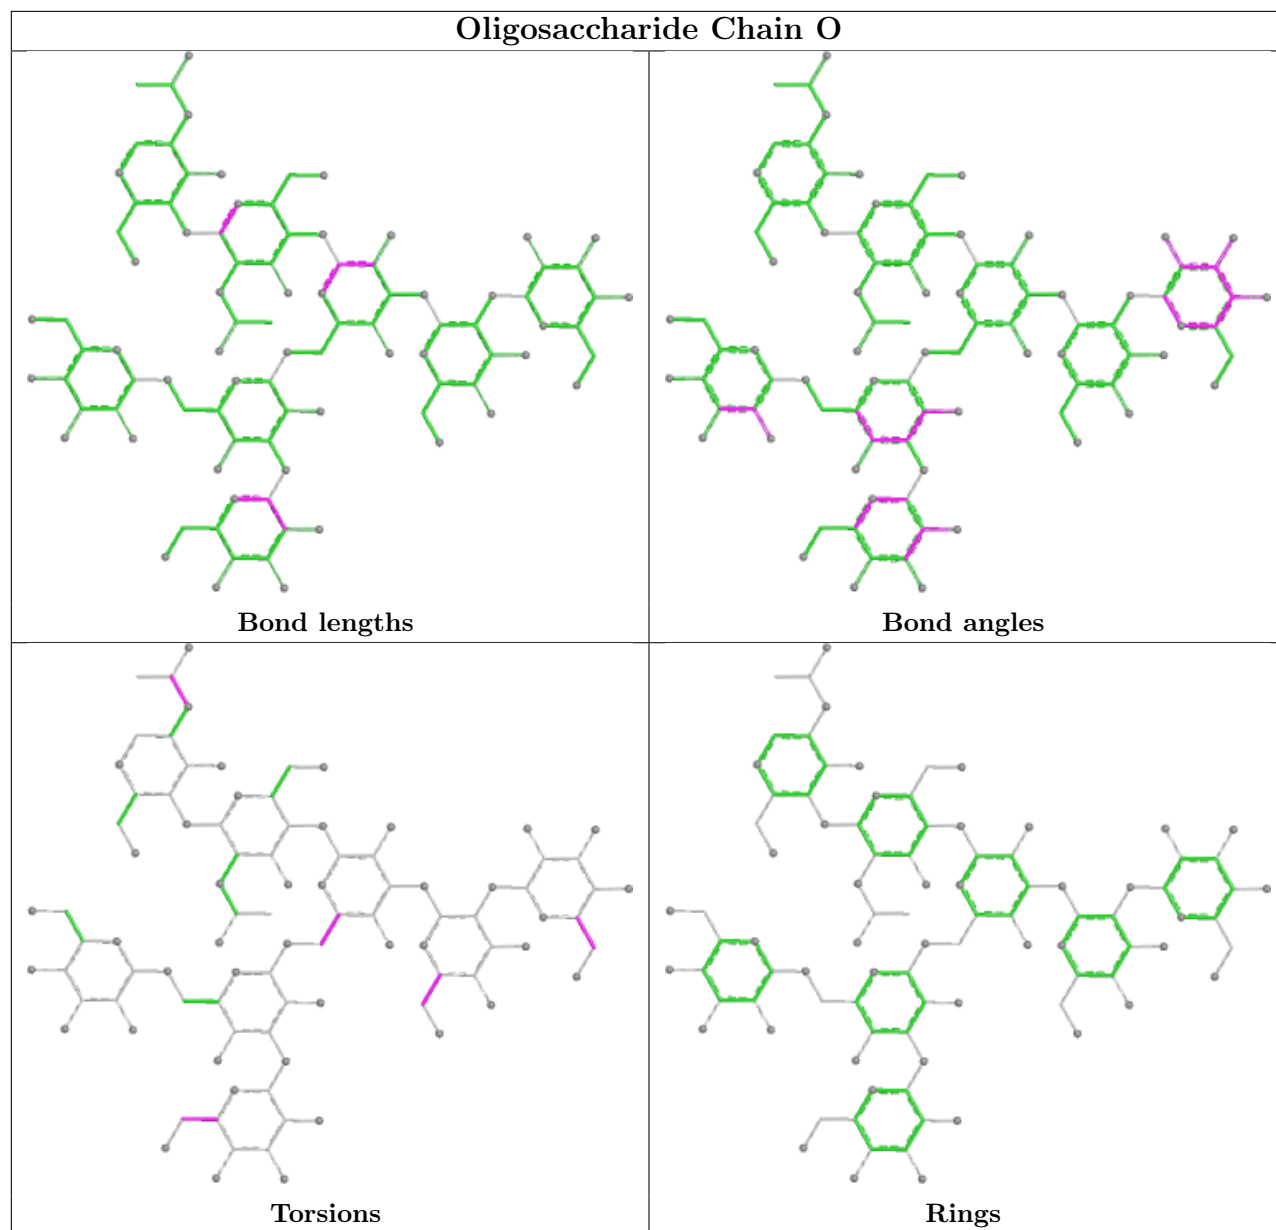 Oligosaccharide Chain O
Bond lengths
Bond angles
Torsions
Rings